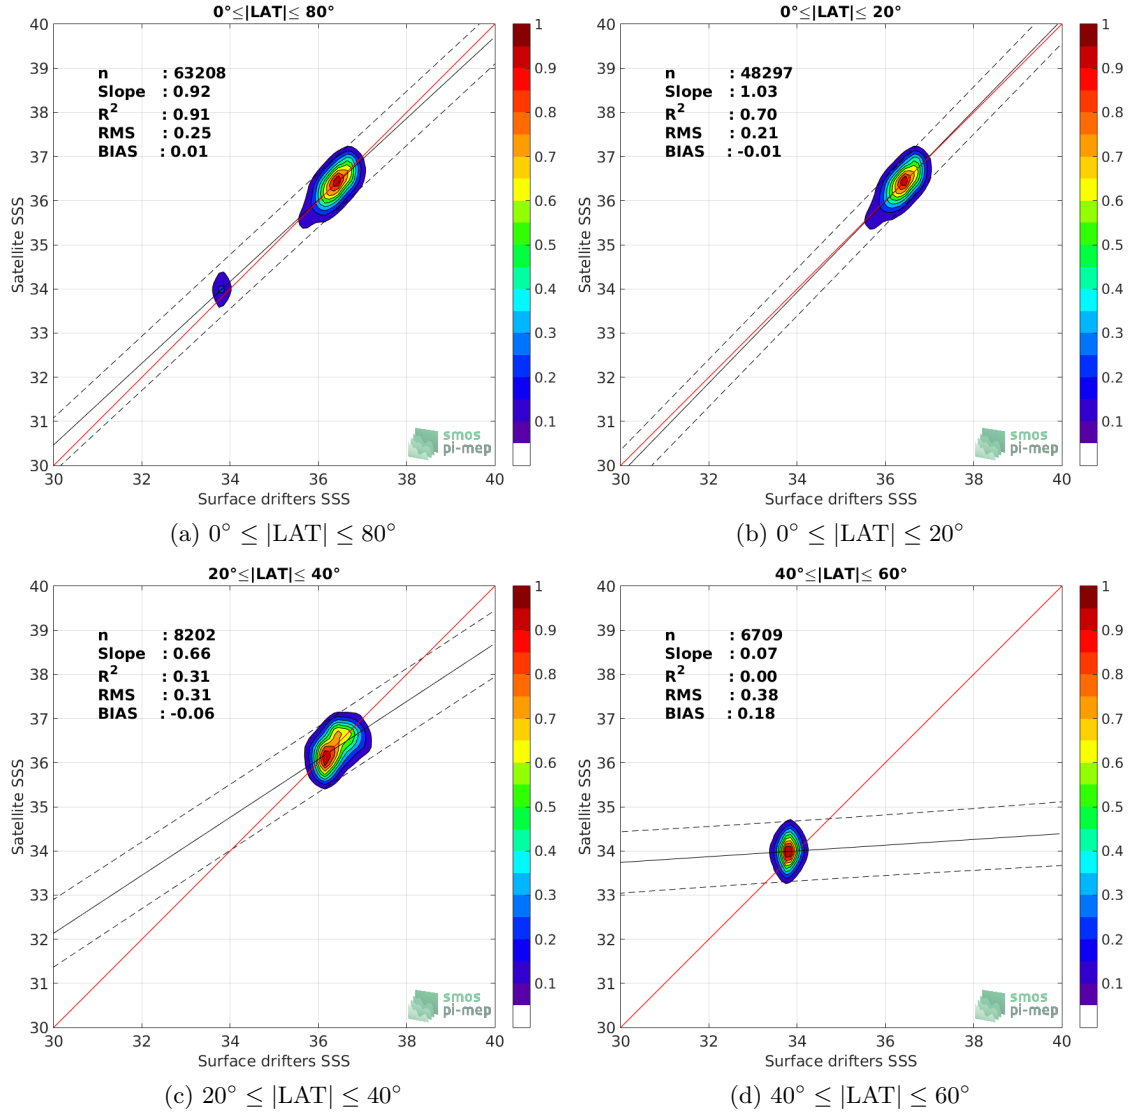 0°≤|LAT|≤ 80°
n : 63208
Slope : 0.92
R² : 0.91
RMS : 0.25
BIAS : 0.01
Satellite SSS
40
39
38
37
36
35
34
33
32
31
30
30 32 34 36 38 40
Surface drifters SSS
1
0.9
0.8
0.7
0.6
0.5
0.4
0.3
0.2
0.1
smos
pi-mep
(a) 0° ≤ |LAT| ≤ 80°
0°≤|LAT|≤ 20°
n : 48297
Slope : 1.03
R² : 0.70
RMS : 0.21
BIAS : -0.01
Satellite SSS
40
39
38
37
36
35
34
33
32
31
30
30 32 34 36 38 40
Surface drifters SSS
1
0.9
0.8
0.7
0.6
0.5
0.4
0.3
0.2
0.1
smos
pi-mep
(b) 0° ≤ |LAT| ≤ 20°
20°≤|LAT|≤ 40°
n : 8202
Slope : 0.66
R² : 0.31
RMS : 0.31
BIAS : -0.06
Satellite SSS
40
39
38
37
36
35
34
33
32
31
30
30 32 34 36 38 40
Surface drifters SSS
1
0.9
0.8
0.7
0.6
0.5
0.4
0.3
0.2
0.1
smos
pi-mep
(c) 20° ≤ |LAT| ≤ 40°
40°≤|LAT|≤ 60°
n : 6709
Slope : 0.07
R² : 0.00
RMS : 0.38
BIAS : 0.18
Satellite SSS
40
39
38
37
36
35
34
33
32
31
30
30 32 34 36 38 40
Surface drifters SSS
1
0.9
0.8
0.7
0.6
0.5
0.4
0.3
0.2
0.1
smos
pi-mep
(d) 40° ≤ |LAT| ≤ 60°